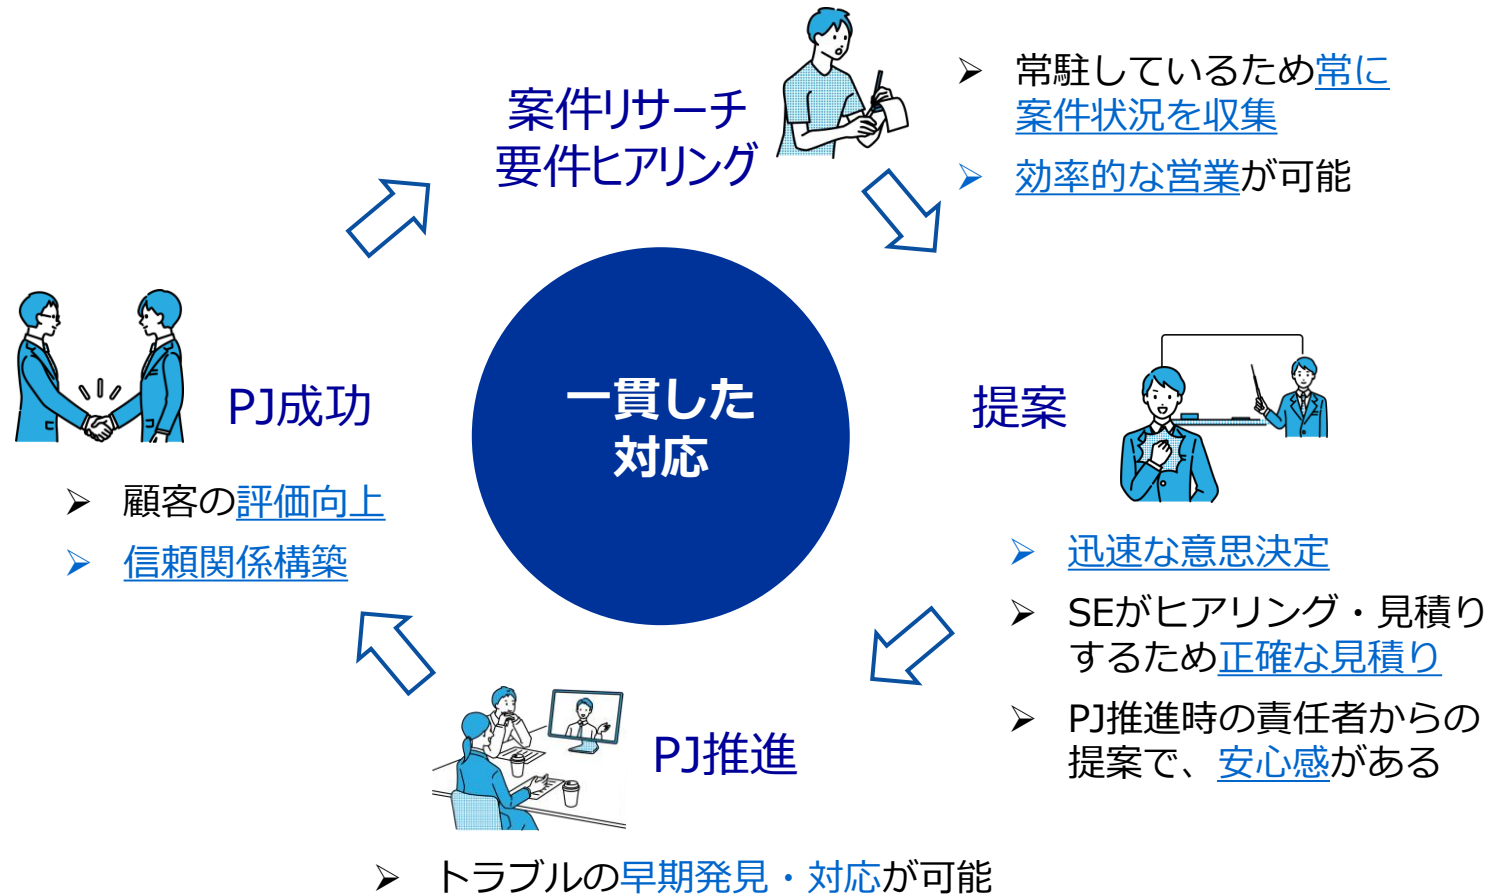 案件リサーチ
要件ヒアリング
➢ 常駐しているため常に
案件状況を収集
➢ 効率的な営業が可能
一貫した
対応
提案
➢ 迅速な意思決定
➢ SEがヒアリング・見積り
するため正確な見積り
➢ PJ推進時の責任者からの
提案で、安心感がある
PJ推進
➢ トラブルの早期発見・対応が可能
PJ成功
➢ 顧客の評価向上
➢ 信頼関係構築